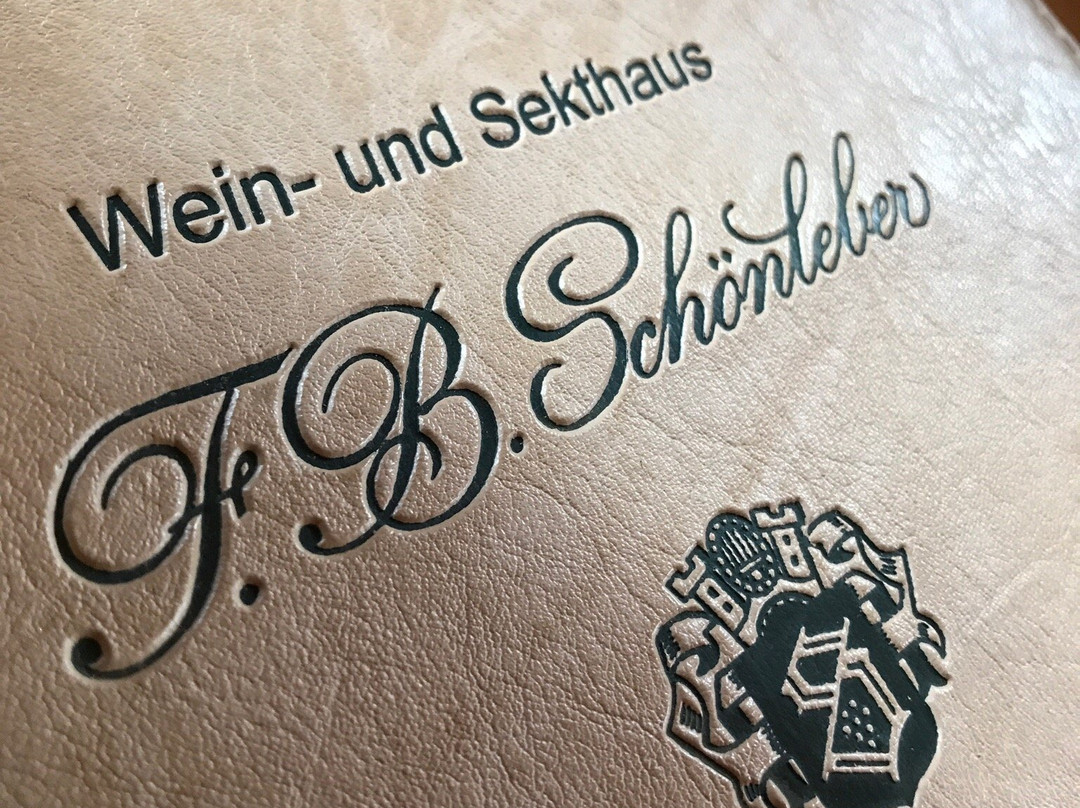 Wein- und Sekthaus
F. B. Schönleber